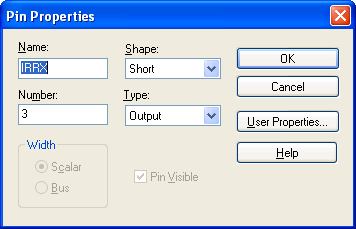 Pin Properties
Name:
Shape:
IRRX
Short
OK
Cancel
Number:
Type:
3
Output
User Properties...
Width
Help
Scalar
Pin Visible
Bus